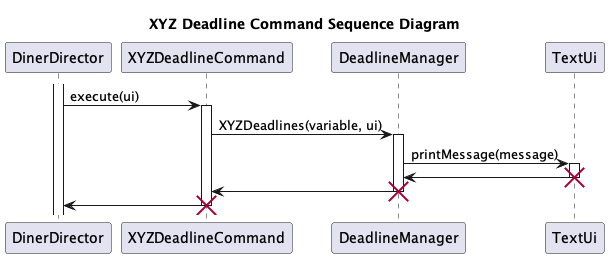 XYZ Deadline Command Sequence Diagram
DinerDirector XYZDeadlineCommand DeadlineManager TextUi
execute(ui)
XYZDeadlines(variable, ui)
printMessage(message)
DinerDirector XYZDeadlineCommand DeadlineManager TextUi